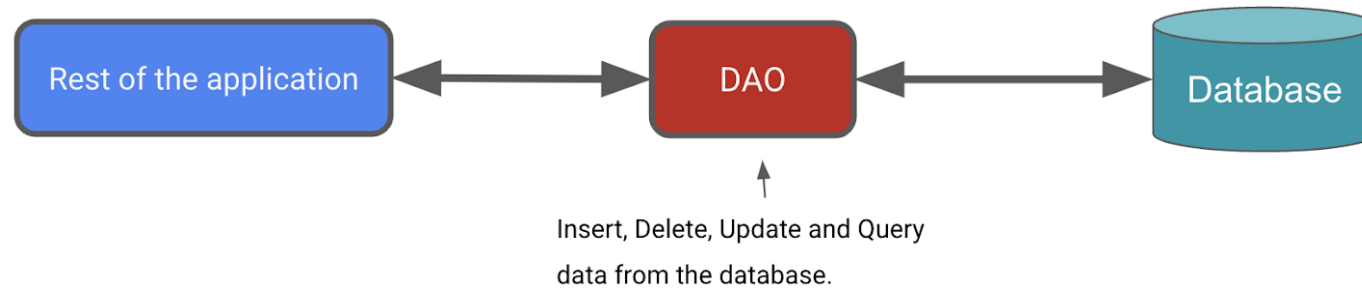 Rest of the application
DAO
Database
Insert, Delete, Update and Query
data from the database.